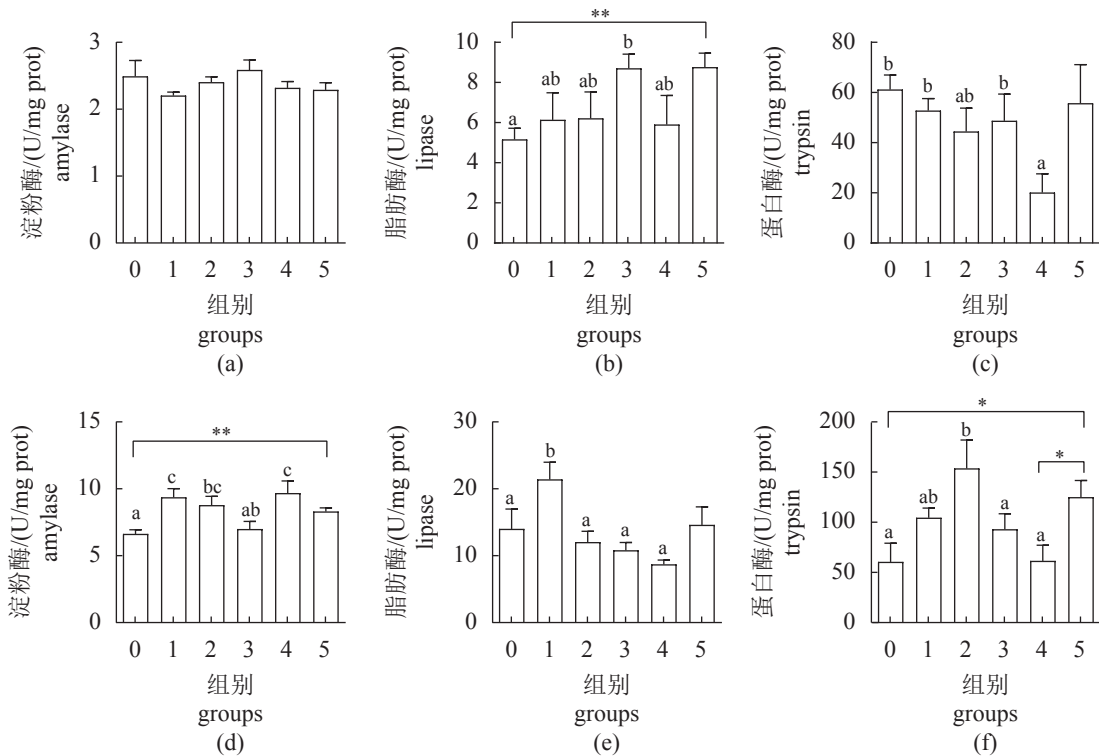 淀粉酶/(U/mg prot)
amylase
3
2
1
0
0 1 2 3 4 5
组别
groups
(a)
脂肪酶/(U/mg prot)
lipase
10
8
6
4
2
0
**
a ab ab b ab
0 1 2 3 4 5
组别
groups
(b)
蛋白酶/(U/mg prot)
trypsin
80
60
40
20
0
b b ab b a
0 1 2 3 4 5
组别
groups
(c)
淀粉酶/(U/mg prot)
amylase
15
10
5
0
**
a c bc ab c
0 1 2 3 4 5
组别
groups
(d)
脂肪酶/(U/mg prot)
lipase
30
20
10
0
a b a a a
0 1 2 3 4 5
组别
groups
(e)
蛋白酶/(U/mg prot)
trypsin
200
150
100
50
0
*
*
a ab b a a
0 1 2 3 4 5
组别
groups
(f)